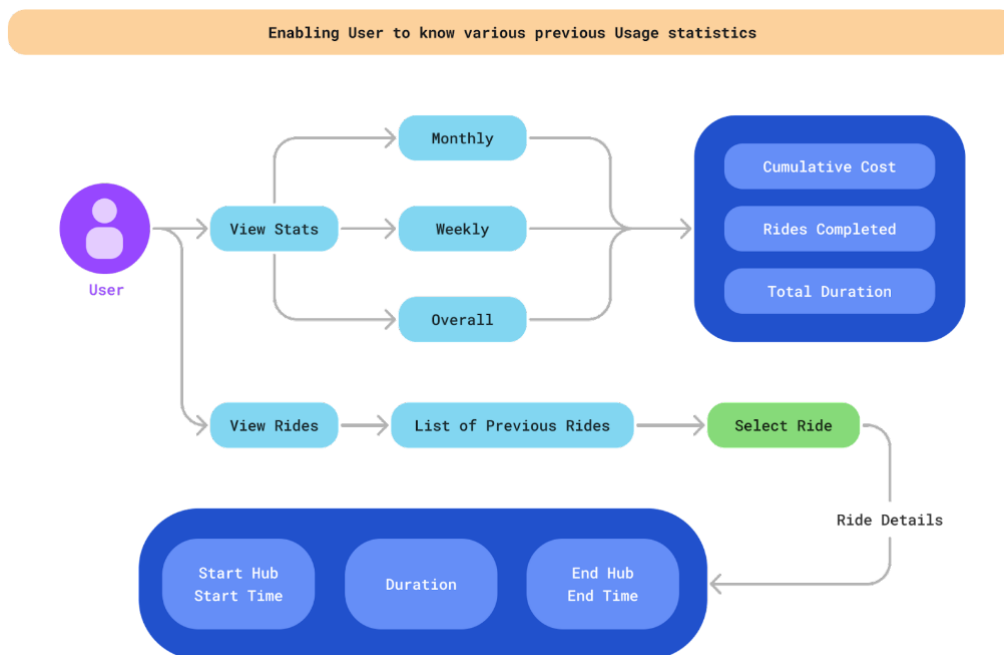 Enabling User to know various previous Usage statistics
Monthly
Cumulative Cost
View Stats
Weekly
Rides Completed
User
Overall
Total Duration
View Rides
List of Previous Rides
Select Ride
Ride Details
Start Hub
Start Time
Duration
End Hub
End Time